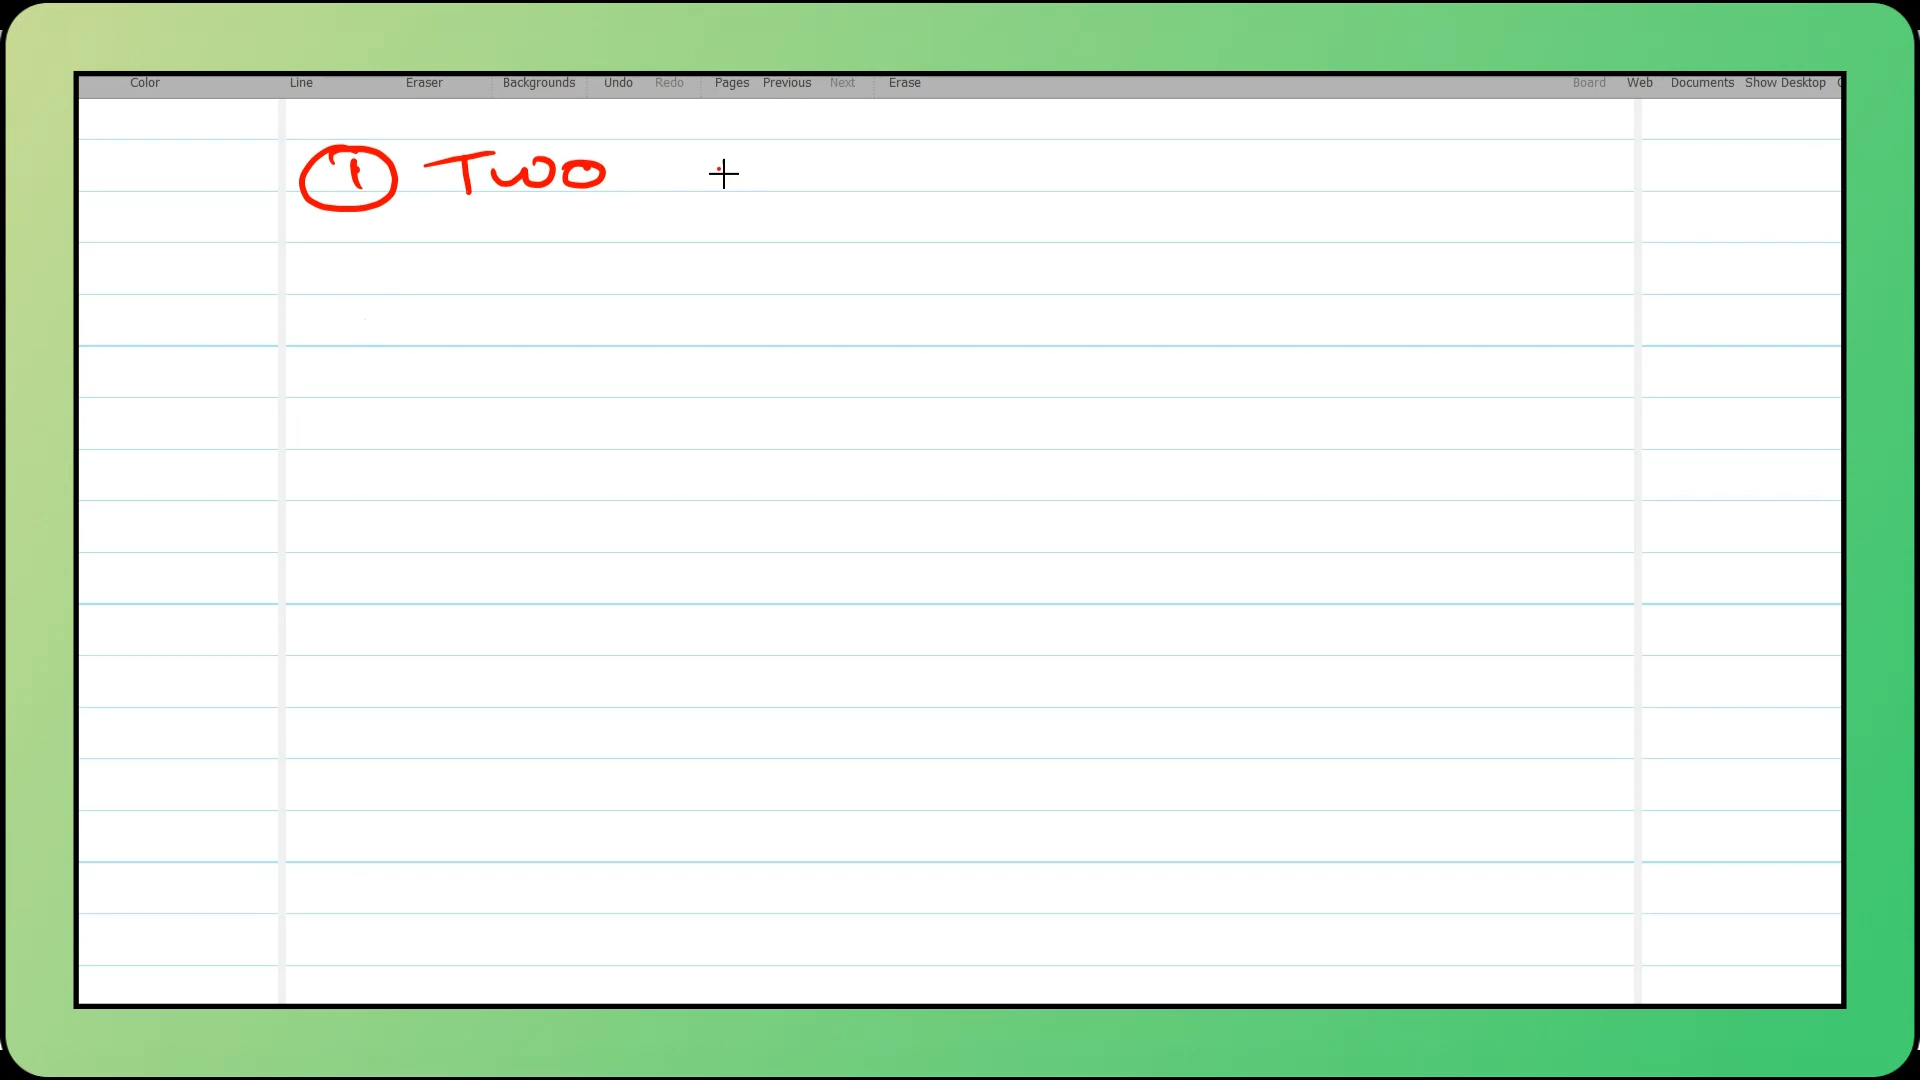 Color Line Eraser Backgrounds Undo Redo Pages Previous Next Erase Board Web Documents Show Desktop
① Two